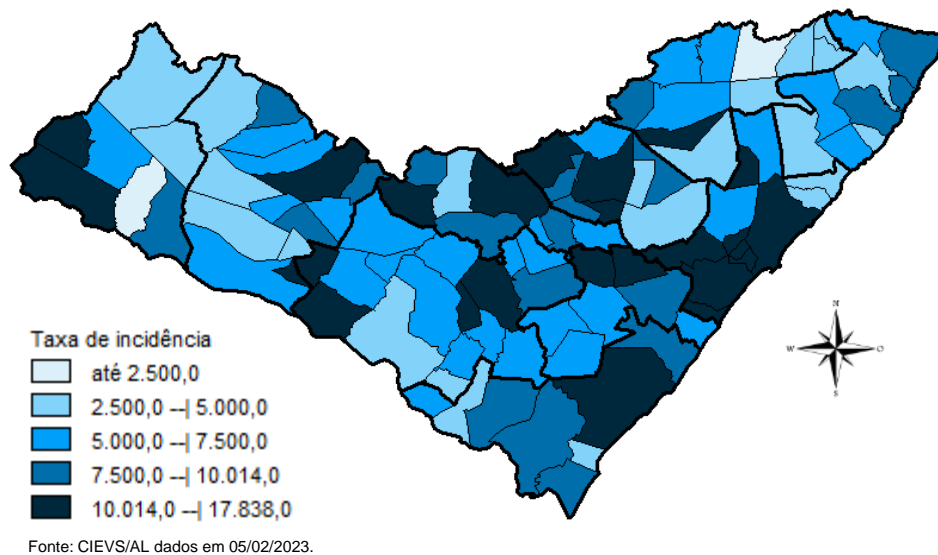 N
W
O
S
Taxa de incidência
até 2.500,0
2.500,0 --| 5.000,0
5.000,0 --| 7.500,0
7.500,0 --| 10.014,0
10.014,0 --| 17.838,0
Fonte: CIEVS/AL dados em 05/02/2023.